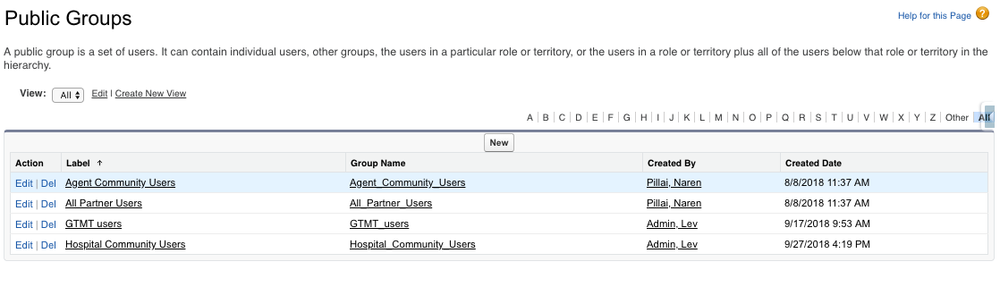 Public Groups
Help for this Page ?
A public group is a set of users. It can contain individual users, other groups, the users in a particular role or territory, or the users in a role or territory plus all of the users below that role or territory in the
hierarchy.
View: All Edit | Create New View
A | B | C | D | E | F | G | H | I | J | K | L | M | N | O | P | Q | R | S | T | U | V | W | X | Y | Z | Other | All
New
Action Label ↑ Group Name Created By Created Date
Edit | Del Agent Community Users Agent_Community_Users Pillai, Naren 8/8/2018 11:37 AM
Edit | Del All Partner Users All_Partner_Users Pillai, Naren 8/8/2018 11:37 AM
Edit | Del GTMT users GTMT_users Admin, Lev 9/17/2018 9:53 AM
Edit | Del Hospital Community Users Hospital_Community_Users Admin, Lev 9/27/2018 4:19 PM